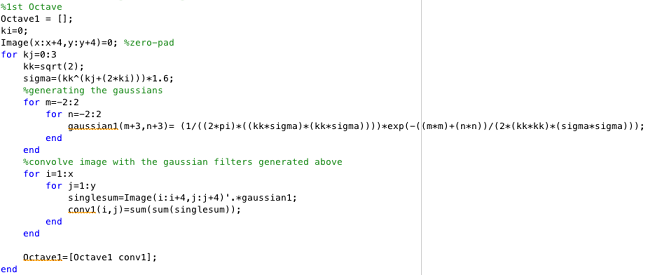 %1st Octave
Octave1 = [];
ki=0;
Image(x:x+4,y:y+4)=0; %zero-pad
for kj=0:3
    kk=sqrt(2);
    sigma=(kk^(kj+(2*ki)))*1.6;
    %generating the gaussians
    for m=-2:2
        for n=-2:2
            gaussian1(m+3,n+3)= (1/((2*pi)*((kk*sigma)*(kk*sigma))))*exp(-((m*m)+(n*n))/(2*(kk*kk)*(sigma*sigma)));
        end
    end
    %convolve image with the gaussian filters generated above
    for i=1:x
        for j=1:y
            singlesum=Image(i:i+4,j:j+4)'.*gaussian1;
            conv1(i,j)=sum(sum(singlesum));
        end
    end
    Octave1=[Octave1 conv1];
end